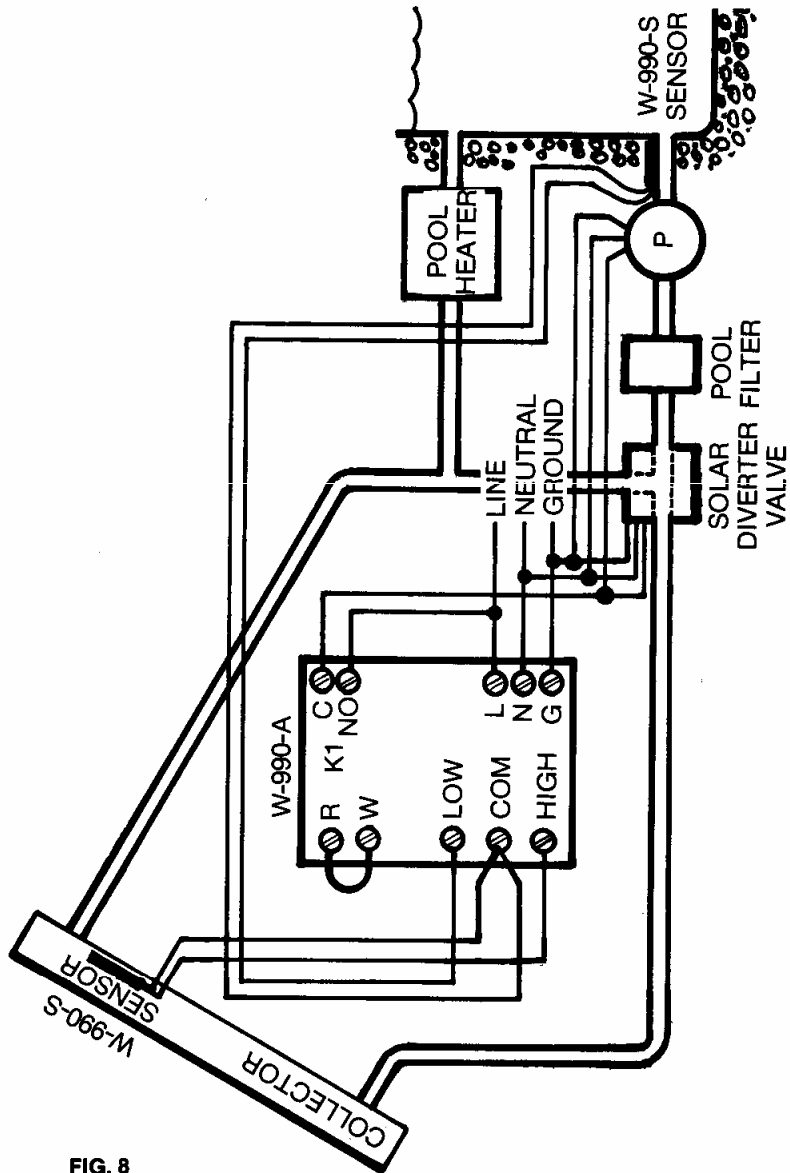 W-990-S
SENSOR
POOL
HEATER
P
LINE
NEUTRAL
GROUND
POOL
FILTER
SOLAR
DIVERTER
VALVE
W-990-A
R
K1
C
W
NO
LOW
L
COM
N
HIGH
G
W-990-S
SENSOR
COLLECTOR
FIG. 8